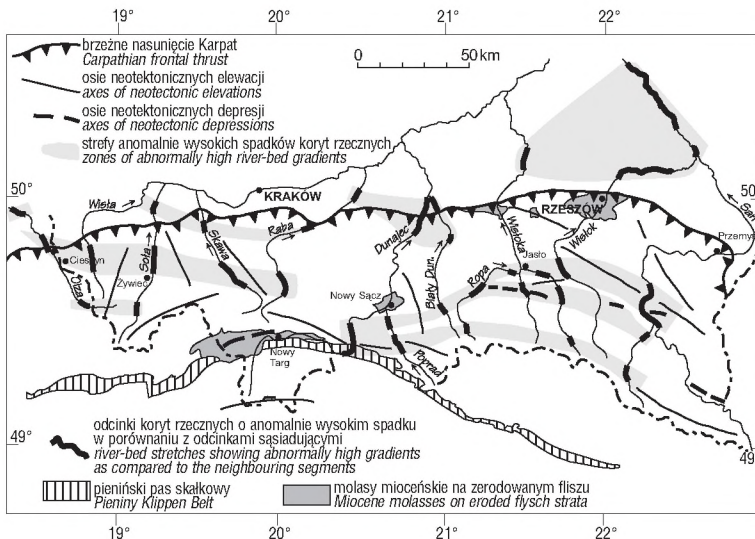 19° 20° 21° 22°
brzeżne nasunięcie Karpat
Carpathian frontal thrust
osie neotektonicznych elewacji
axes of neotectonic elevations
osie neotektonicznych depresji
axes of neotectonic depressions
strefy anomalnie wysokich spadków koryt rzecznych
zones of abnormally high river-bed gradients
0 50 km
50°
50
Wisła
KRAKÓW
RZESZÓW
Raba
Skawa
Soła
Olza
Cieszyn
Żywiec
Dunajec
Biały Dun.
Wisłoka
Wisłok
Jasło
Ropa
San
Przemyśl
Nowy Sącz
Poprad
Nowy
Targ
odcinki koryt rzecznych o anomalnie wysokim spadku
w porównaniu z odcinkami sąsiadującymi
river-bed stretches showing abnormally high gradients
as compared to the neighbouring segments
49°
49
pieniński pas skałkowy
Pieniny Klippen Belt
molasy mioceńskie na zerodowanym fliszu
Miocene molasses on eroded flysch strata
19° 20° 21° 22°